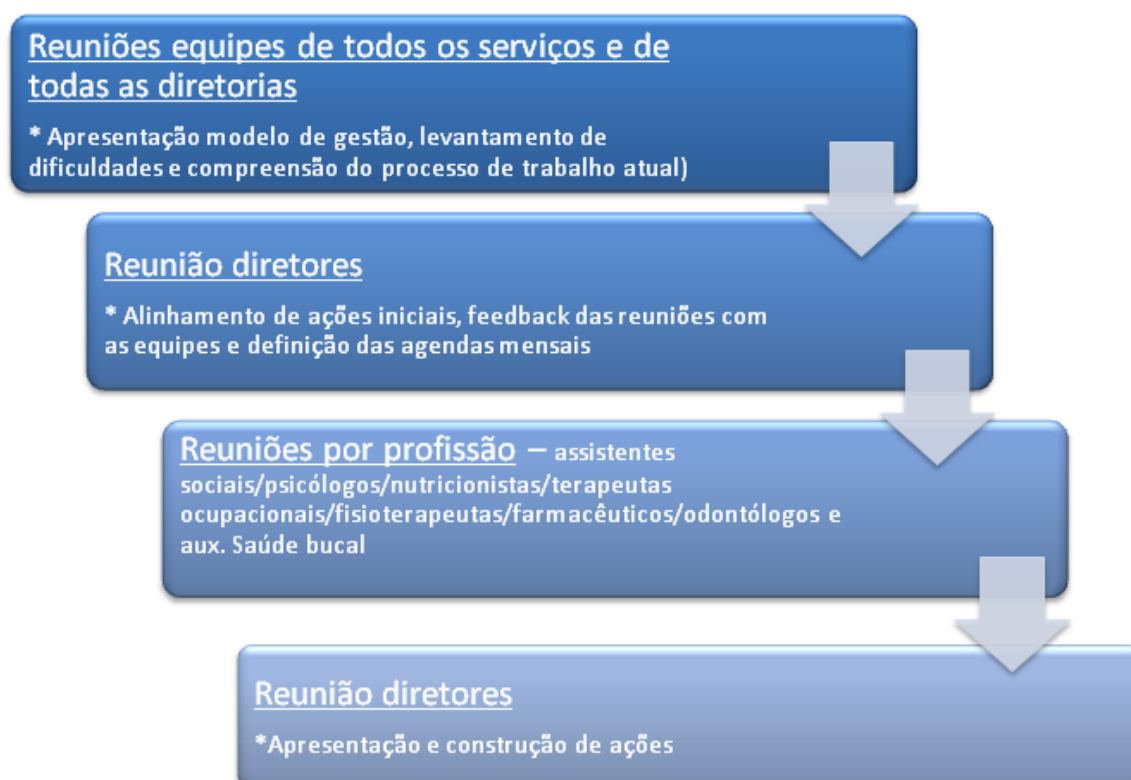 Reuniões equipes de todos os serviços e de
todas as diretorias
* Apresentação modelo de gestão, levantamento de
dificuldades e compreensão do processo de trabalho atual)
Reunião diretores
* Alinhamento de ações iniciais, feedback das reuniões com
as equipes e definição das agendas mensais
Reuniões por profissão – assistentes
sociais/psicólogos/nutricionistas/terapeutas
ocupacionais/fisioterapeutas/farmacêuticos/odontólogos e
aux. Saúde bucal
Reunião diretores
*Apresentação e construção de ações